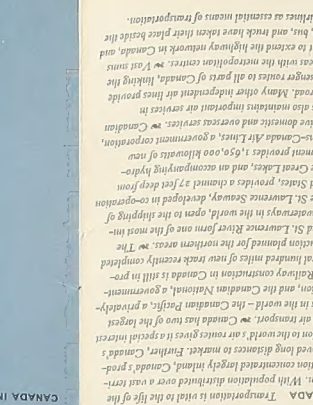 ADA Transportation is vital to the life of the
n. With population distributed over a vast terri-
tion concentrated largely inland, Canada's prod-
ved long distances to market. Further, Canada's
on to the world's air routes gives it a special interest
air transport. Canada has two of the largest
s in the world – the Canadian Pacific, a privately-
ion, and the Canadian National, a government-
Railway construction in Canada is still in pro-
al hundred miles of new track recently completed
ction planned for the northern areas. The
d St. Lawrence River form one of the most im-
waterways in the world, open to the shipping of
e St. Lawrence Seaway, developed in co-operation
d States, provides a channel 27 feet deep from
e Great Lakes, and an accompanying hydro-
ment provides 1,650,000 kilowatts of new
ns-Canada Air Lines, a government corporation,
ive domestic and overseas services. Canadian
s also maintains important air services in
road. Many other independent air lines provide
senger routes to all parts of Canada, linking the
eas with the metropolitan centres. Vast sums
t to extend the highway network in Canada, and
, bus, and truck have taken their place beside the
irlines as essential means of transportation.
CANADA IN